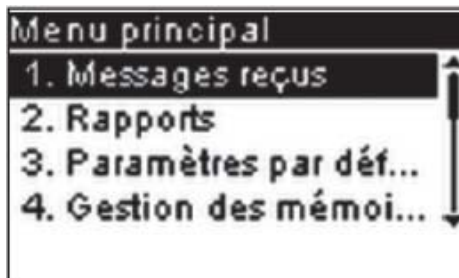 Menu principal
1. Messages reçus
2. Rapports
3. Paramètres par déf...
4. Gestion des mémoi...